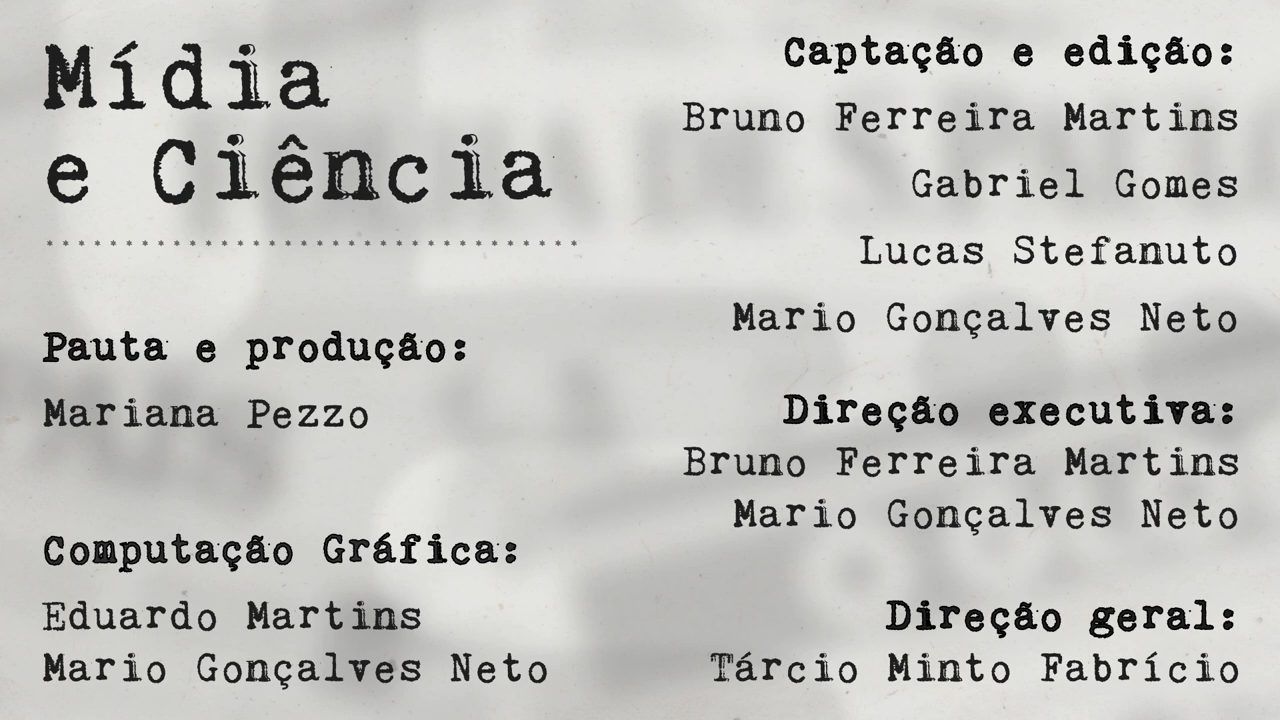 Mídia
e Ciência
Pauta e produção:
Mariana Pezzo
Computação Gráfica:
Eduardo Martins
Mario Gonçalves Neto
Captação e edição:
Bruno Ferreira Martins
Gabriel Gomes
Lucas Stefanuto
Mario Gonçalves Neto
Direção executiva:
Bruno Ferreira Martins
Mario Gonçalves Neto
Direção geral:
Tárcio Minto Fabrício